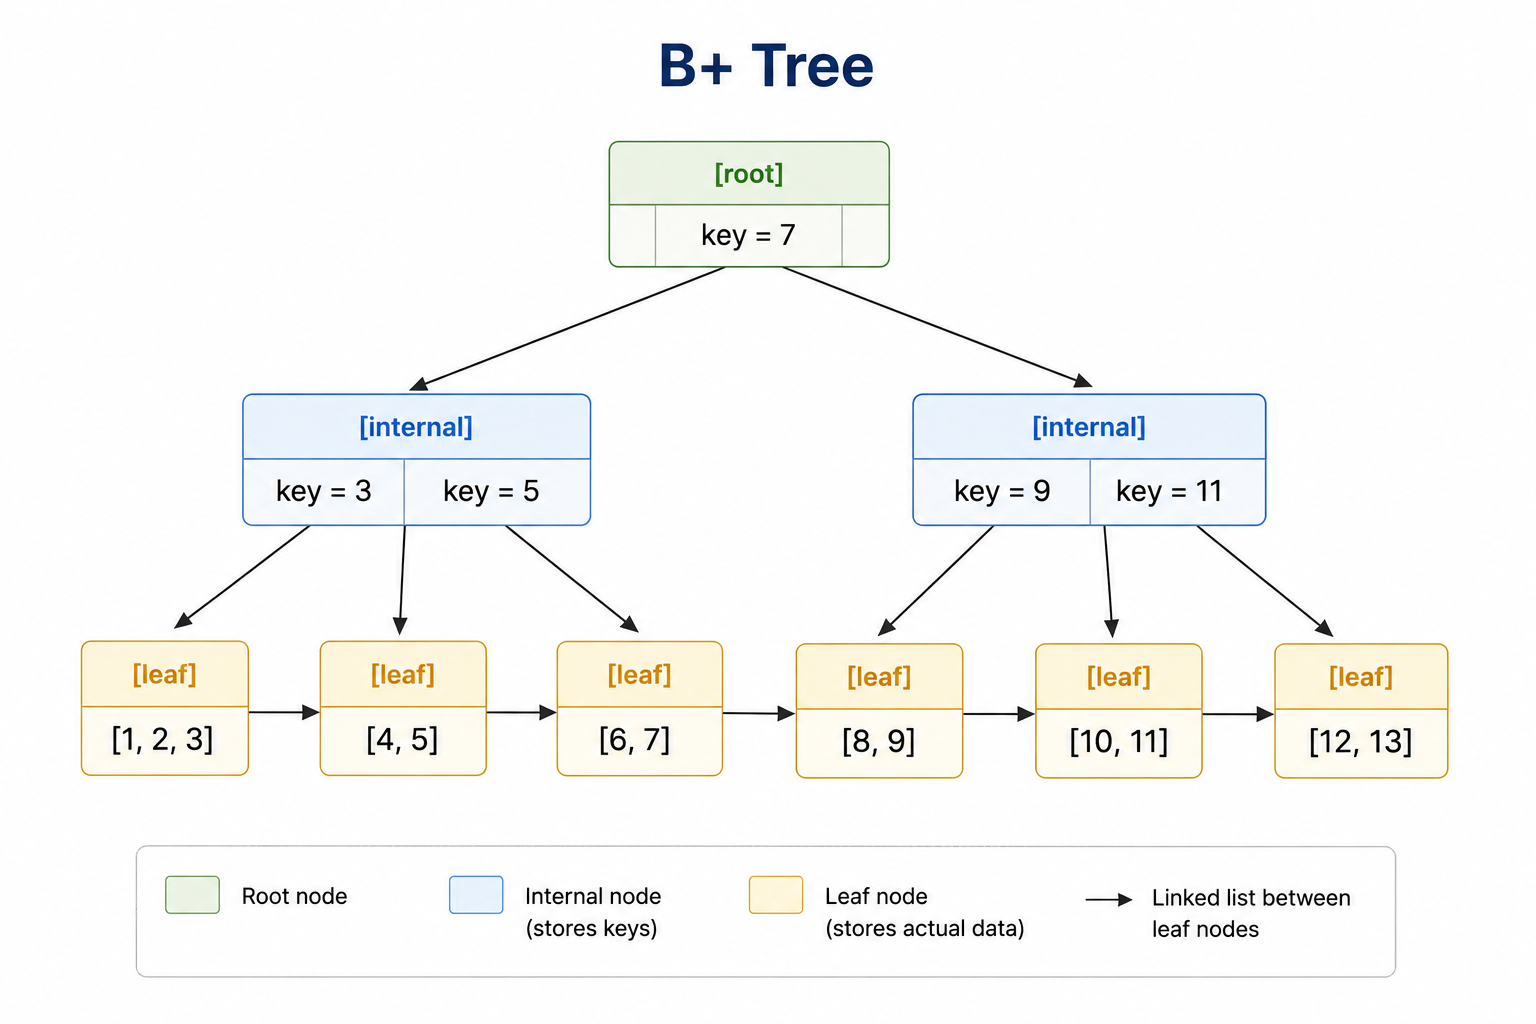 B+ Tree
[root]
key = 7
[internal]
key = 3
key = 5
[internal]
key = 9
key = 11
[leaf]
[1, 2, 3]
[leaf]
[4, 5]
[leaf]
[6, 7]
[leaf]
[8, 9]
[leaf]
[10, 11]
[leaf]
[12, 13]
Root node
Internal node
(stores keys)
Leaf node
(stores actual data)
Linked list between
leaf nodes